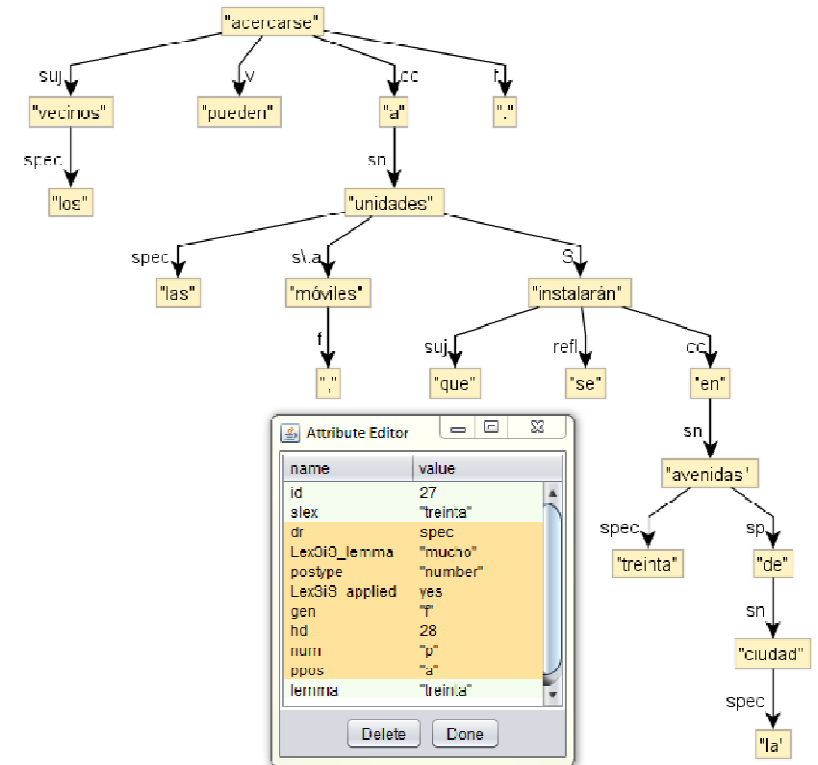 "acercarse"
suj v cc f
"vecinos" "pueden" "a" "."
spec sn
"los" "unidades"
spec s\.a S
"las" "móviles" "instalarán"
f suj refl cc
"," "que" "se" "en"
sn
Attribute Editor
name value
id 27
slex "treinta"
dr spec
LexSiS_lemma "mucho"
postype "number"
LexSiS_applied yes
gen "f"
hd 28
num "p"
ppos "a"
lemma "treinta"
Delete Done
"avenidas"
spec sp
"treinta" "de"
sn
"ciudad"
spec
"la"